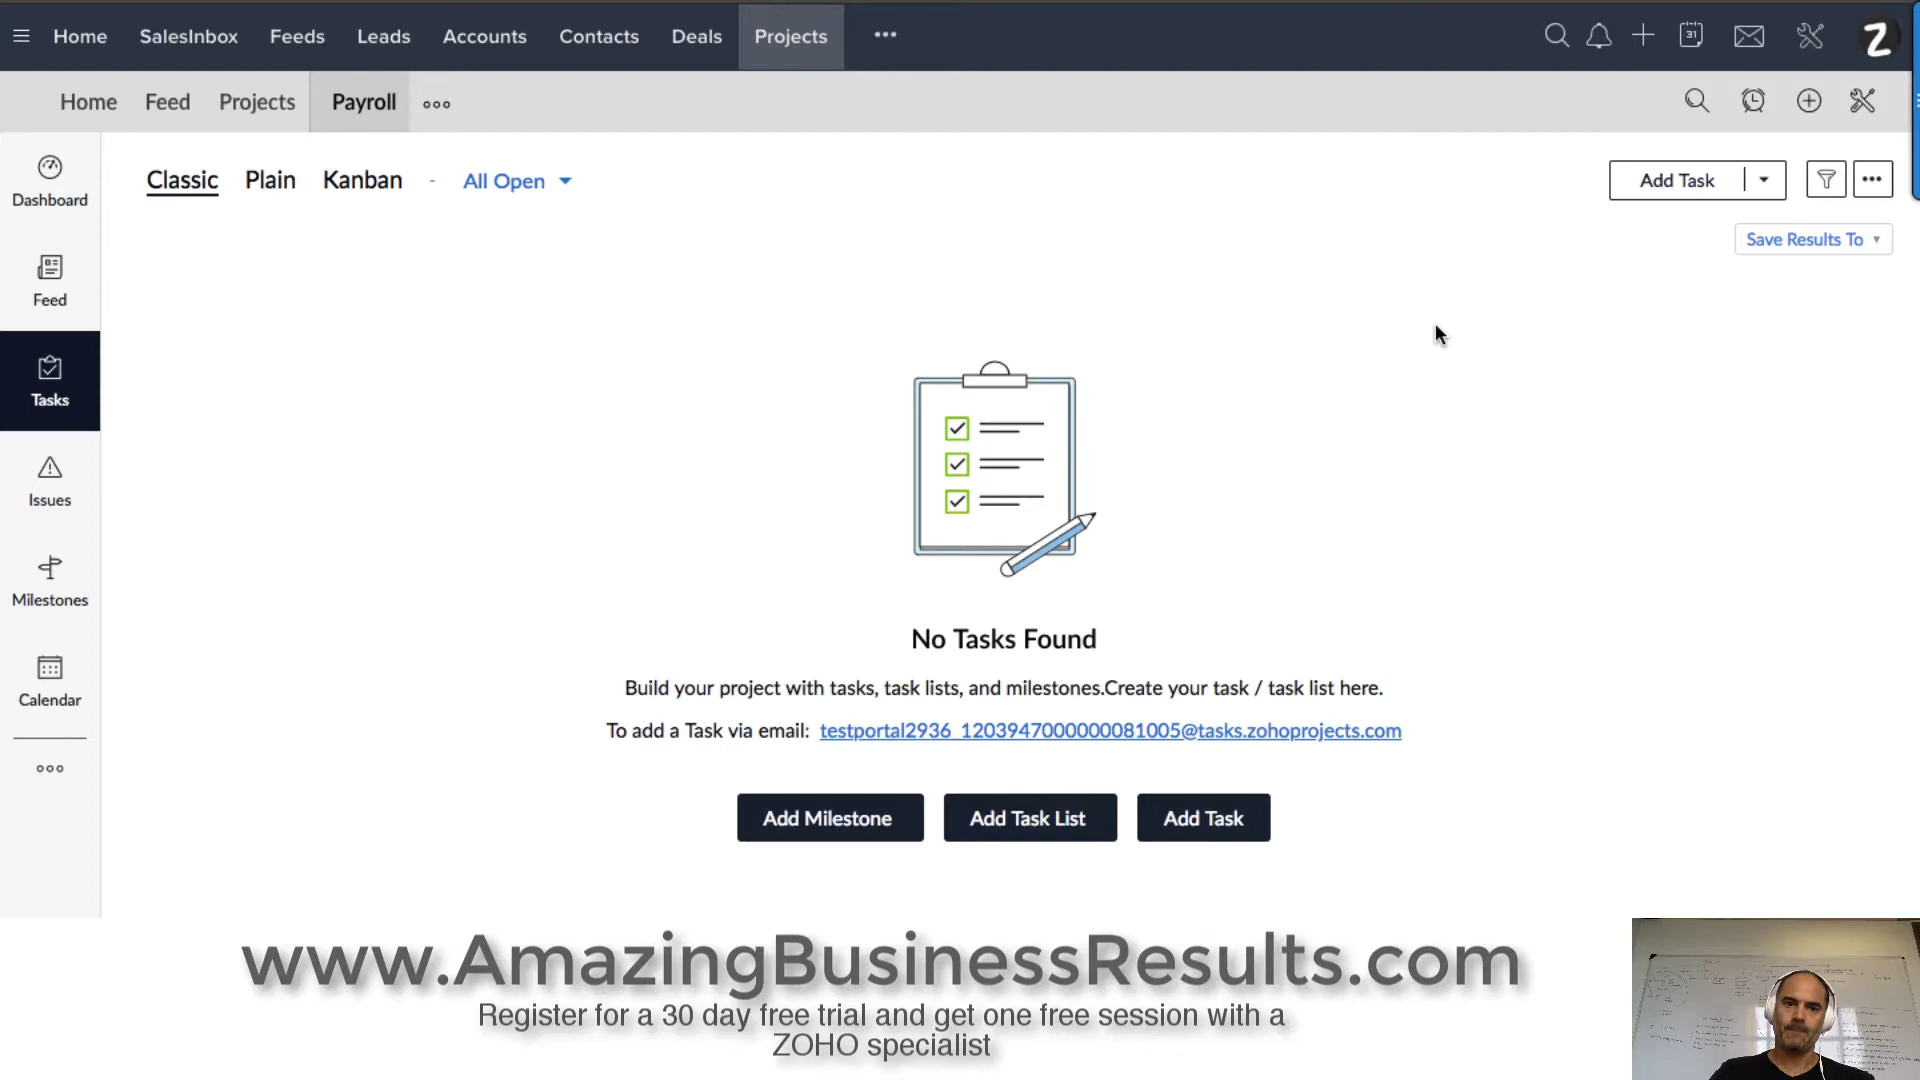 Home SalesInbox Feeds Leads Accounts Contacts Deals Projects
31
Z
Home Feed Projects Payroll
Dashboard
Feed
Tasks
Issues
Milestones
Calendar
Classic Plain Kanban - All Open
Add Task
Save Results To
No Tasks Found
Build your project with tasks, task lists, and milestones.Create your task / task list here.
To add a Task via email: testportal2936_1203947000000081005@tasks.zohoprojects.com
Add Milestone Add Task List Add Task
www.AmazingBusinessResults.com
Register for a 30 day free trial and get one free session with a
ZOHO specialist